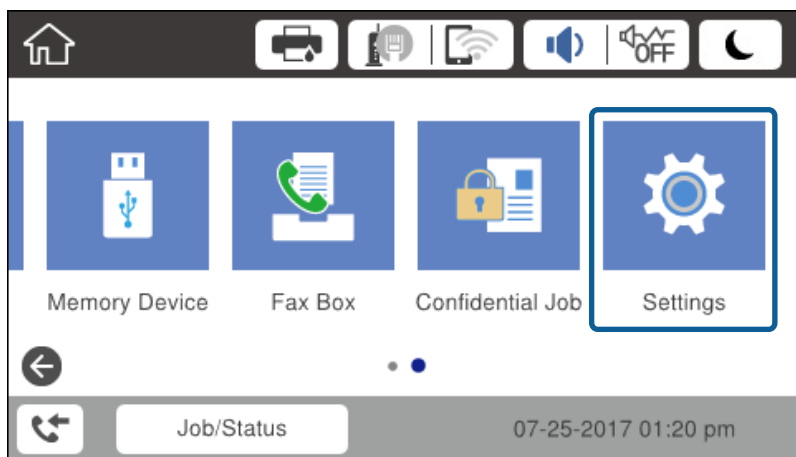 OFF
Memory Device
Fax Box
Confidential Job
Settings
Job/Status
07-25-2017 01:20 pm